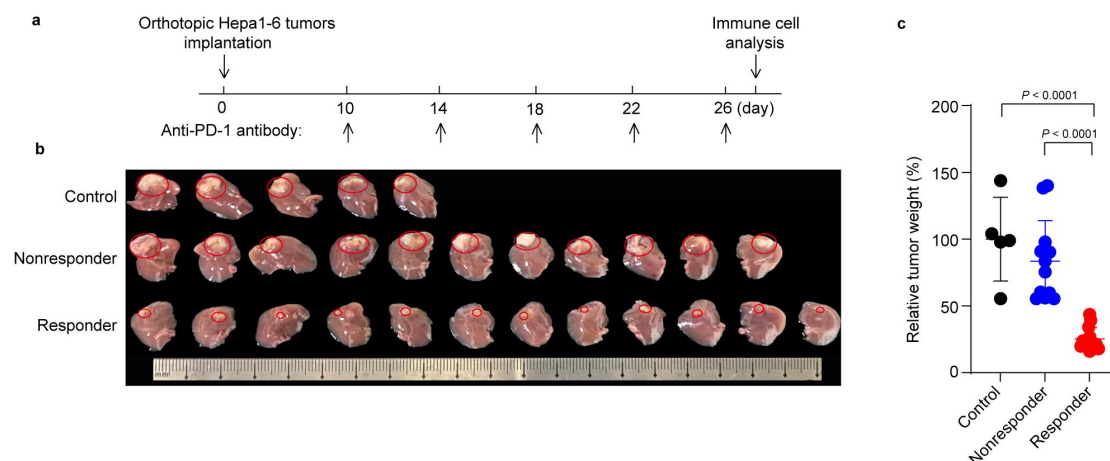 a
Orthotopic Hepa1-6 tumors
implantation
Immune cell
analysis
0 10 14 18 22 26 (day)
Anti-PD-1 antibody:
b
Control
Nonresponder
Responder
mm
c
P < 0.0001
P < 0.0001
Relative tumor weight (%)
200
150
100
50
0
Control
Nonresponder
Responder